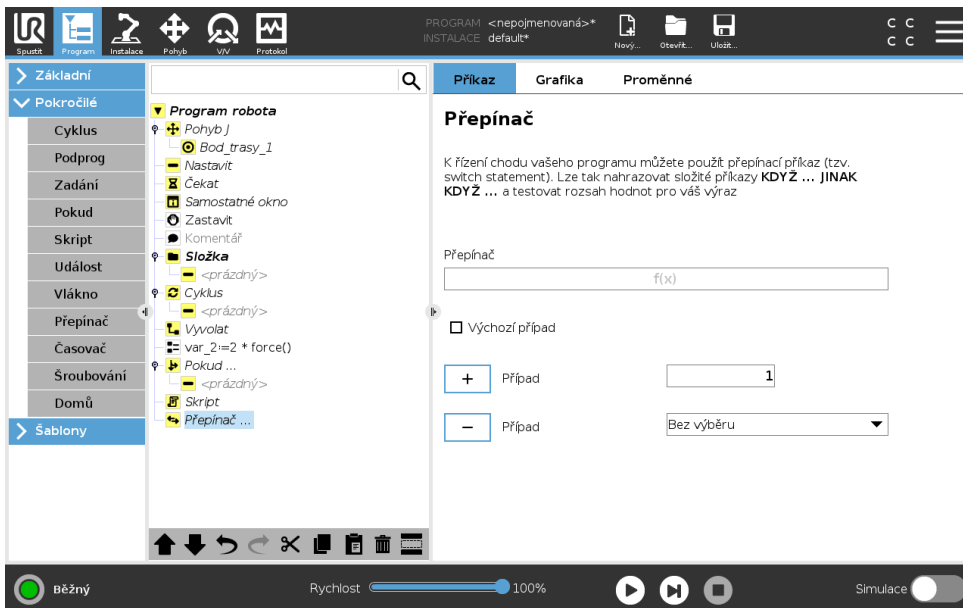 PROGRAM <nepojmenovaná>*
INSTALACE default*
UR
Spustit
Program
Instalace
Pohyb
V/V
Protokol
Nový...
Otevřít...
Uložit...
C C
C C
Základní
Pokročilé
Cyklus
Podprog
Zadání
Pokud
Skript
Událost
Vlákno
Přepínač
Časovač
Šroubování
Domů
Šablony
Program robota
Pohyb J
Bod_trasy_1
Nastavit
Čekat
Samostatné okno
Zastavit
Komentář
Složka
<prázdný>
Cyklus
<prázdný>
Vyvolat
var_2:=2 * force()
Pokud ...
<prázdný>
Skript
Přepínač ...
Příkaz
Grafika
Proměnné
Přepínač
K řízení chodu vašeho programu můžete použít přepínací příkaz (tzv.
switch statement). Lze tak nahrazovat složité příkazy KDYŽ ... JINAK
KDYŽ ... a testovat rozsah hodnot pro váš výraz
Přepínač
f(x)
Výchozí případ
+ Případ 1
− Případ Bez výběru
Běžný
Rychlost 100%
Simulace